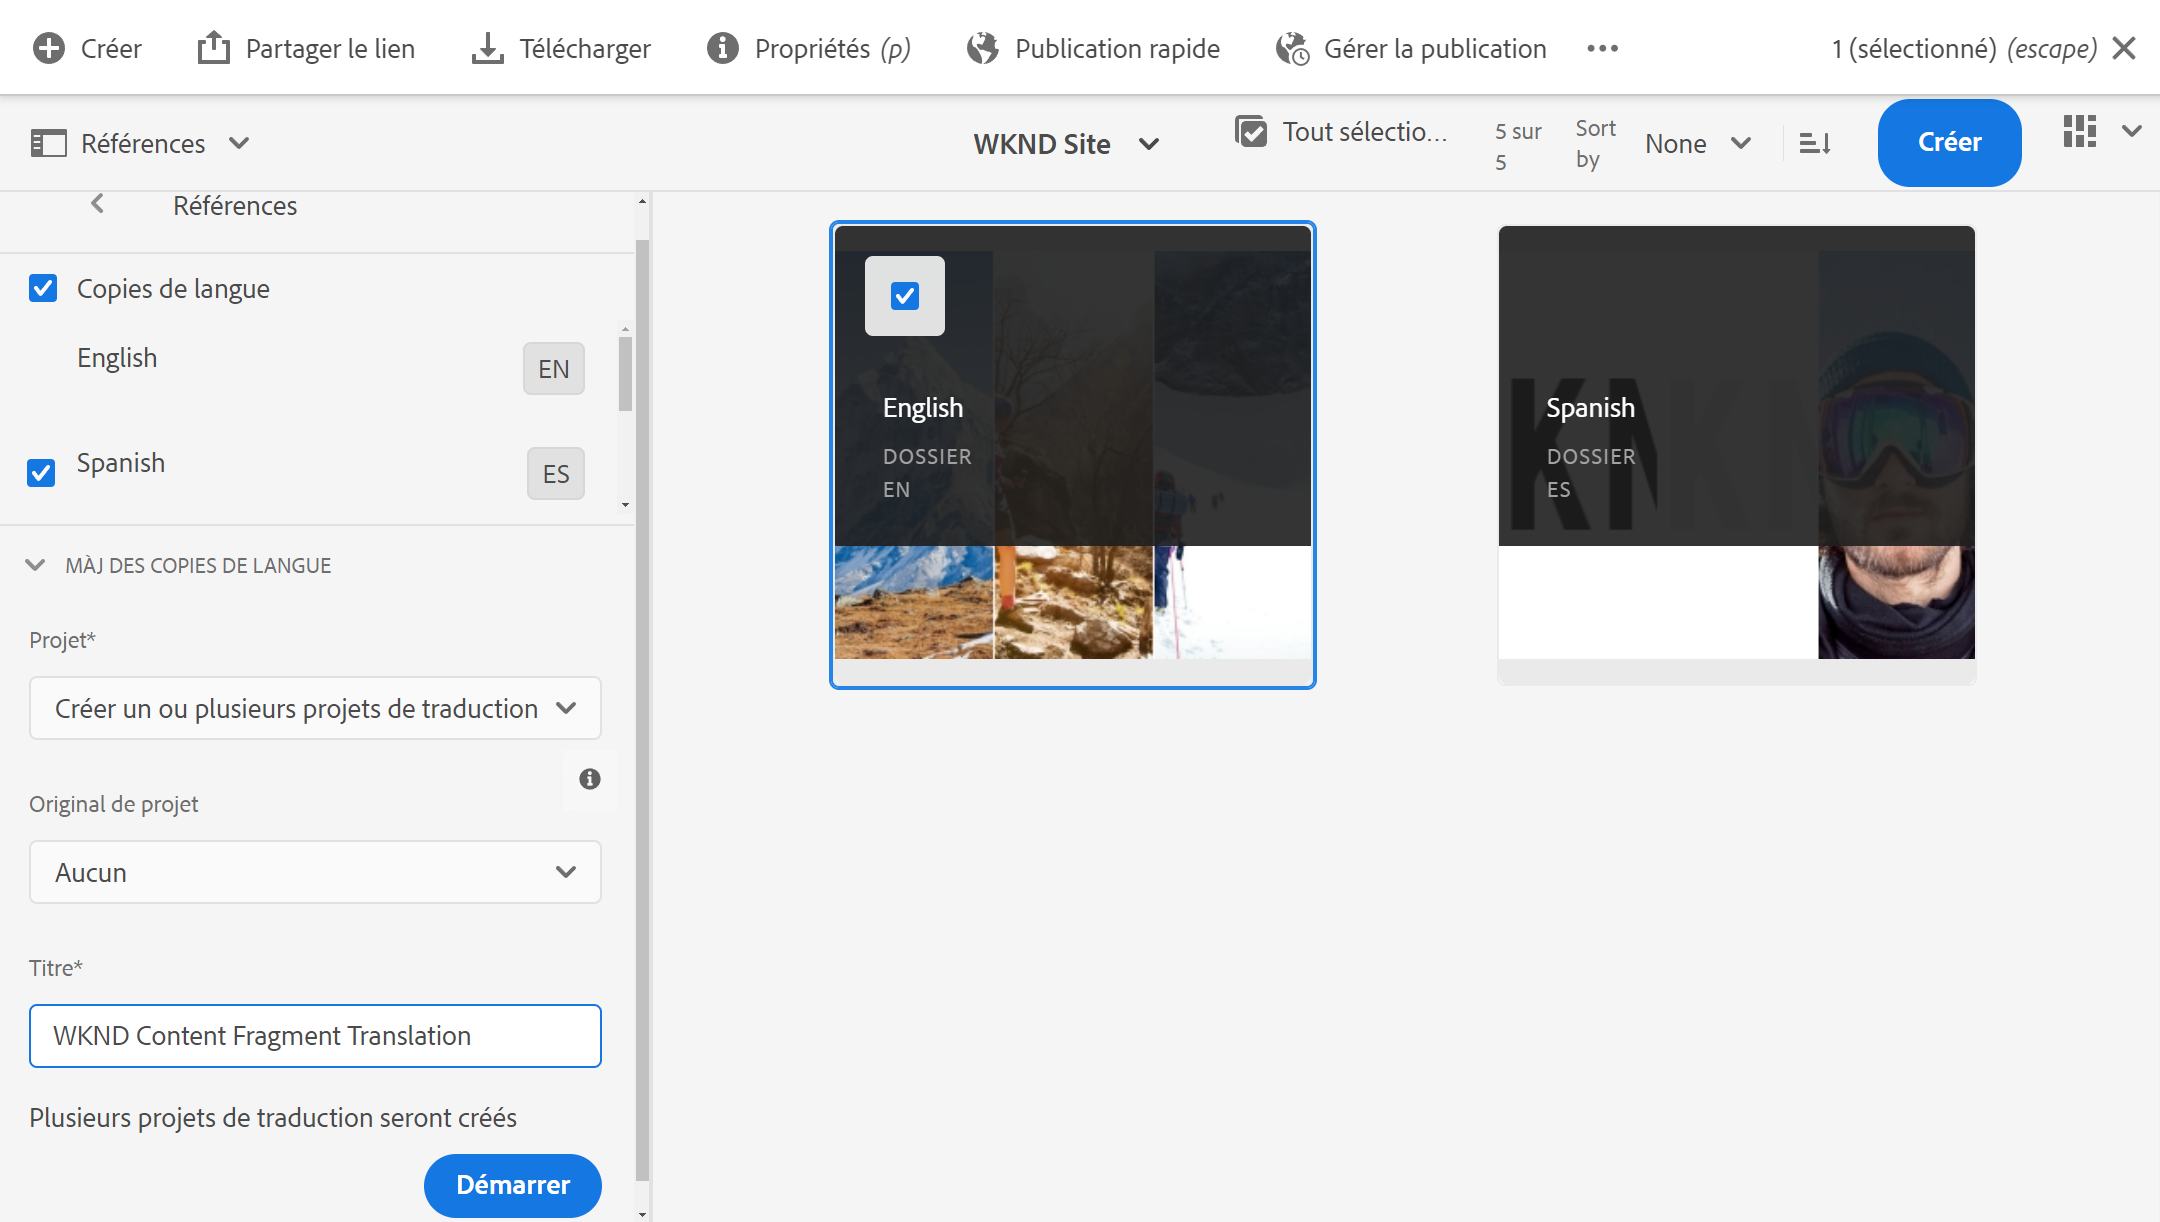 Créer
Partager le lien
Télécharger
Propriétés (p)
Publication rapide
Gérer la publication
1 (sélectionné) (escape)
Références
WKND Site
Tout sélectio...
5 sur
5
Sort
by
None
Créer
Références
Copies de langue
English
EN
Spanish
ES
MÀJ DES COPIES DE LANGUE
Projet*
Créer un ou plusieurs projets de traduction
Original de projet
Aucun
Titre*
WKND Content Fragment Translation
Plusieurs projets de traduction seront créés
Démarrer
English
DOSSIER
EN
Spanish
DOSSIER
ES